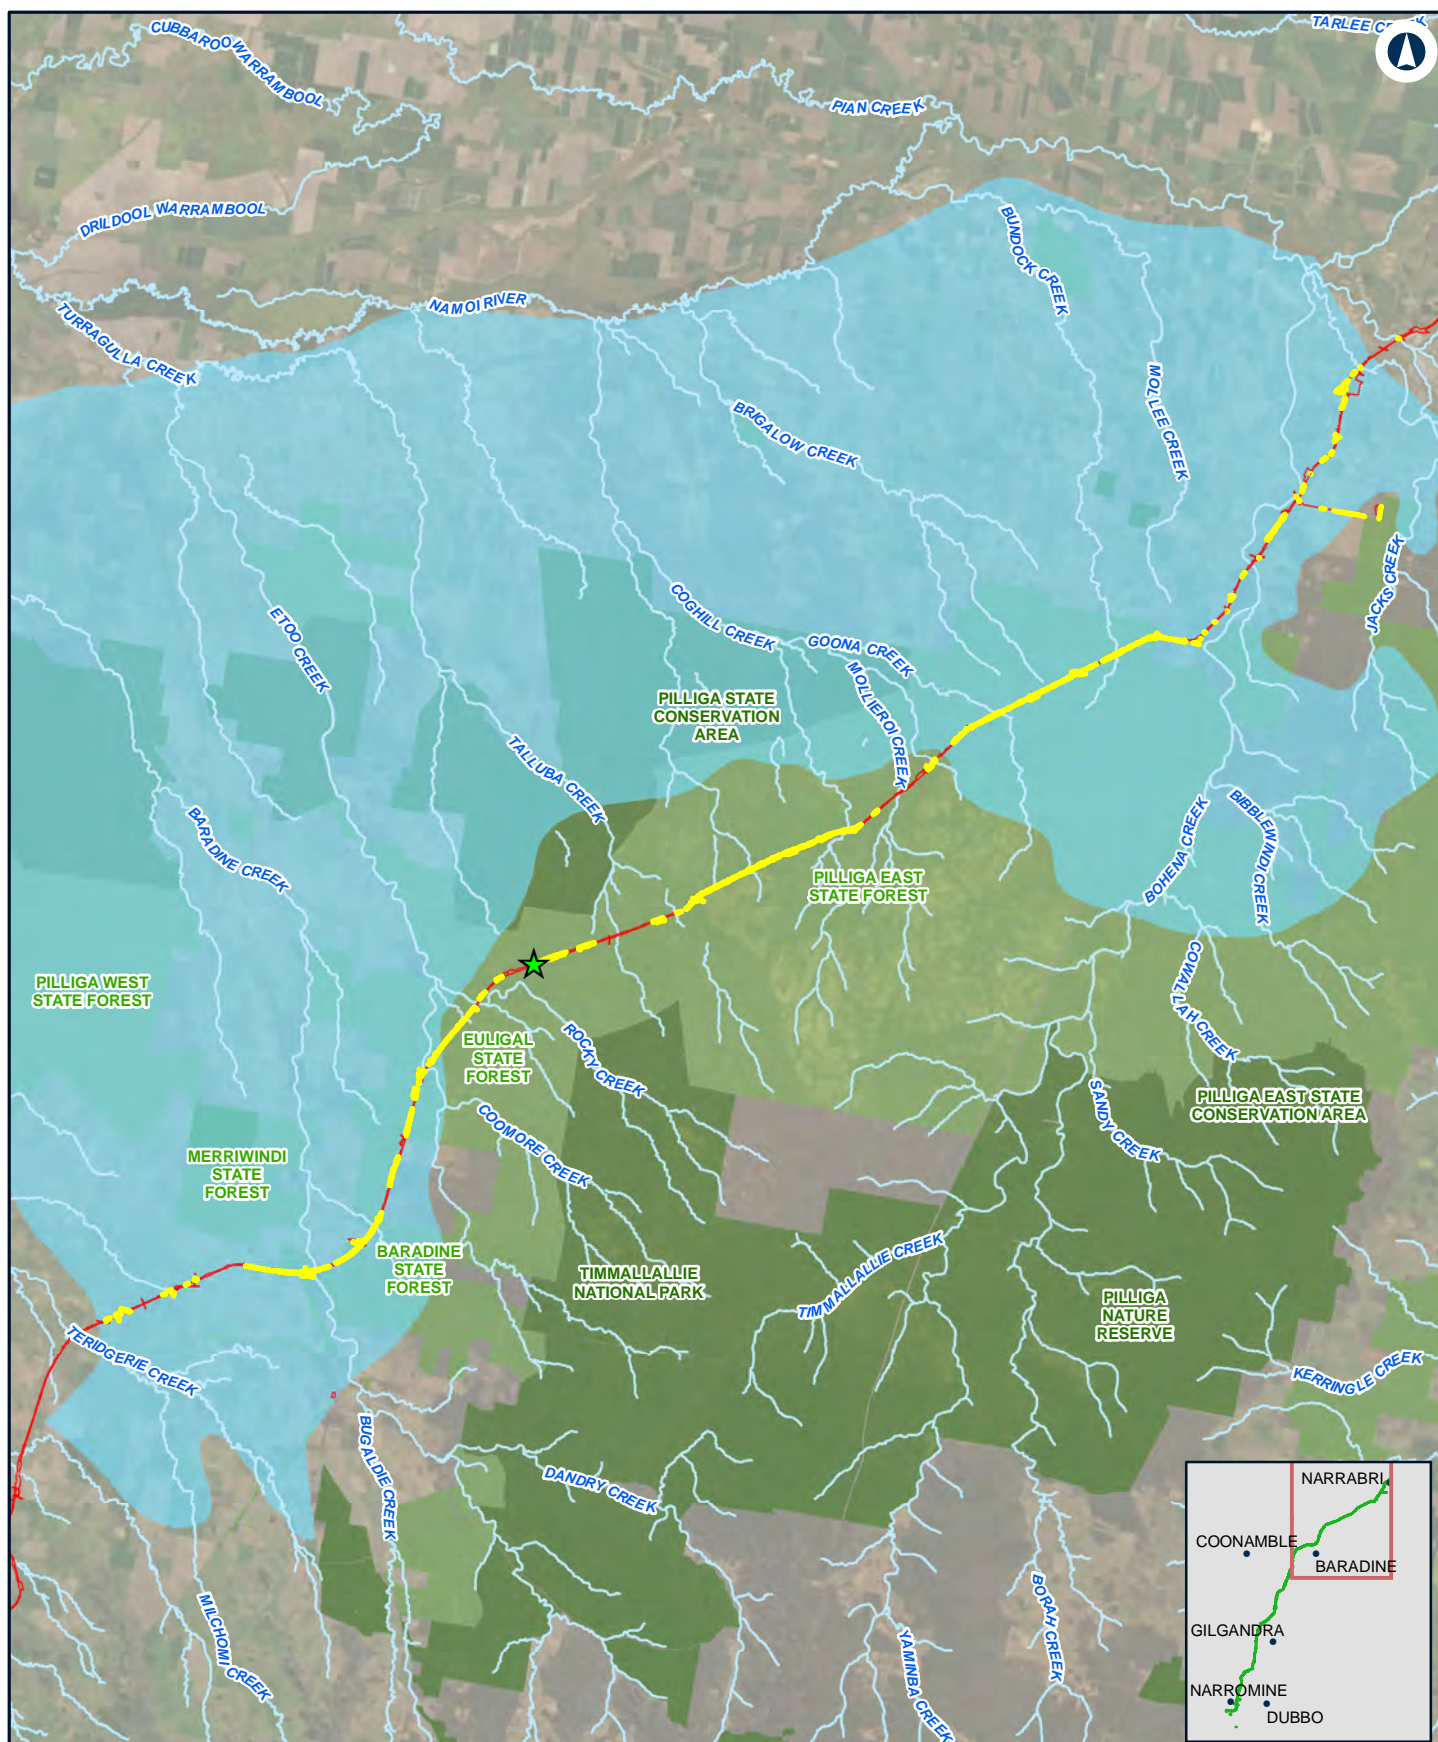 TARLEE CREEK
CUBBAROO WARRAMBOOL
PIAN CREEK
DRILDOOL WARRAMBOOL
BUNDOCK CREEK
NAMOI RIVER
TURRAGULLA CREEK
MOLLEE CREEK
BRIGALOW CREEK
JACKS CREEK
COGHILL CREEK
ETOO CREEK
GOONA CREEK
MOLLIEROI CREEK
PILLIGA STATE
CONSERVATION
AREA
TALLUBA CREEK
BARADINE CREEK
BOHENA CREEK
BIBBLEWINDI CREEK
PILLIGA EAST
STATE FOREST
COWALLAH CREEK
PILLIGA WEST
STATE FOREST
EULIGAL
STATE
FOREST
ROCKY CREEK
SANDY CREEK
PILLIGA EAST STATE
CONSERVATION AREA
COOMORE CREEK
MERRIWINDI
STATE
FOREST
BARADINE
STATE
FOREST
TIMMALLALLIE CREEK
TIMMALLALLIE
NATIONAL PARK
PILLIGA
NATURE
RESERVE
TERIDGERIE CREEK
KERRINGLE CREEK
BUGALDIE CREEK
DANDRY CREEK
NARRABRI
COONAMBLE
BARADINE
BORAH CREEK
MILCHOMI CREEK
YAMINBA CREEK
GILGANDRA
NARROMINE
DUBBO